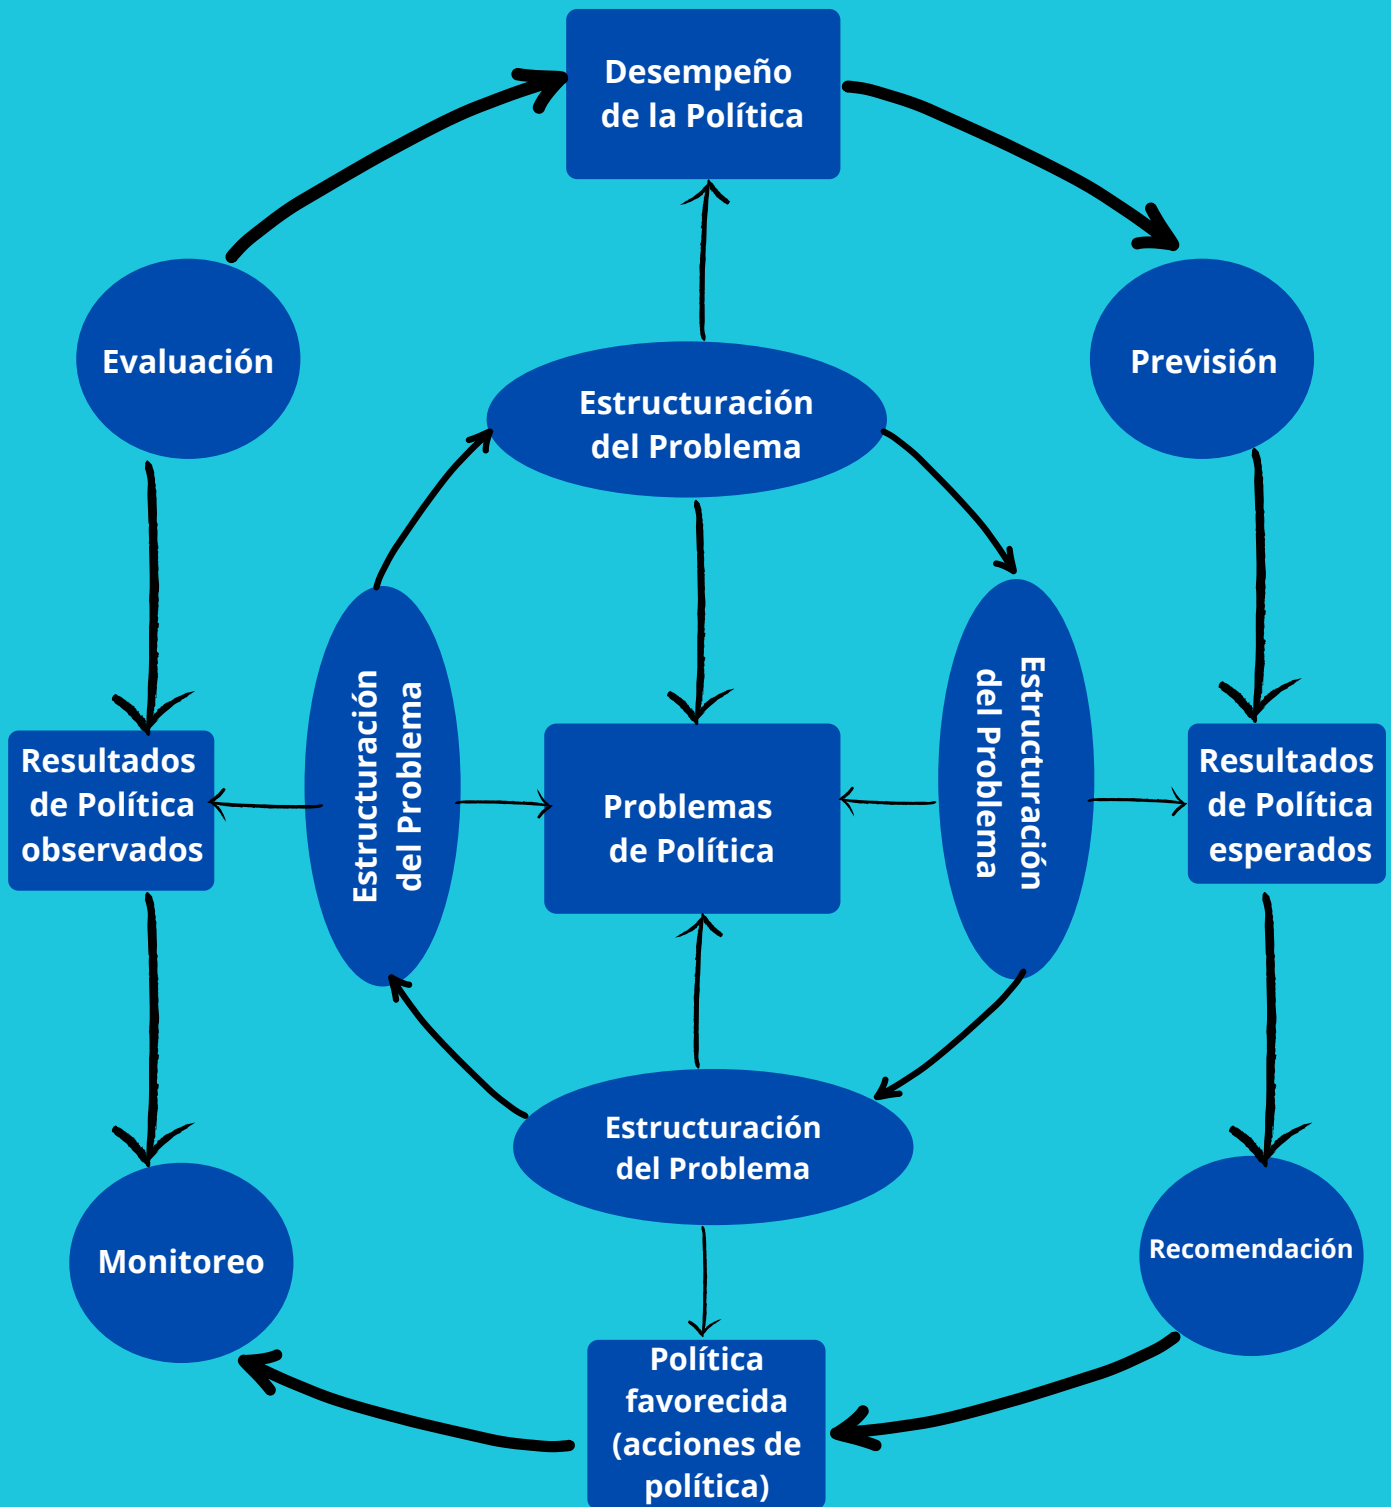 Desempeño
de la Política
Evaluación
Previsión
Estructuración
del Problema
Estructuración
del Problema
Estructuración
del Problema
Resultados
de Política
observados
Problemas
de Política
Resultados
de Política
esperados
Estructuración
del Problema
Monitoreo
Recomendación
Política
favorecida
(acciones de
política)